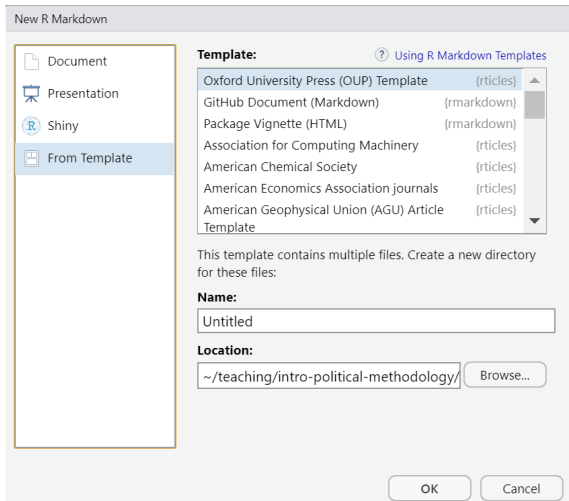 New R Markdown
Document
Presentation
R Shiny
From Template
Template:
? Using R Markdown Templates
Oxford University Press (OUP) Template {rticles}
GitHub Document (Markdown) {rmarkdown}
Package Vignette (HTML) {rmarkdown}
Association for Computing Machinery {rticles}
American Chemical Society {rticles}
American Economics Association journals {rticles}
American Geophysical Union (AGU) Article {rticles}
Template
This template contains multiple files. Create a new directory
for these files:
Name:
Untitled
Location:
~/teaching/intro-political-methodology/ Browse...
OK Cancel